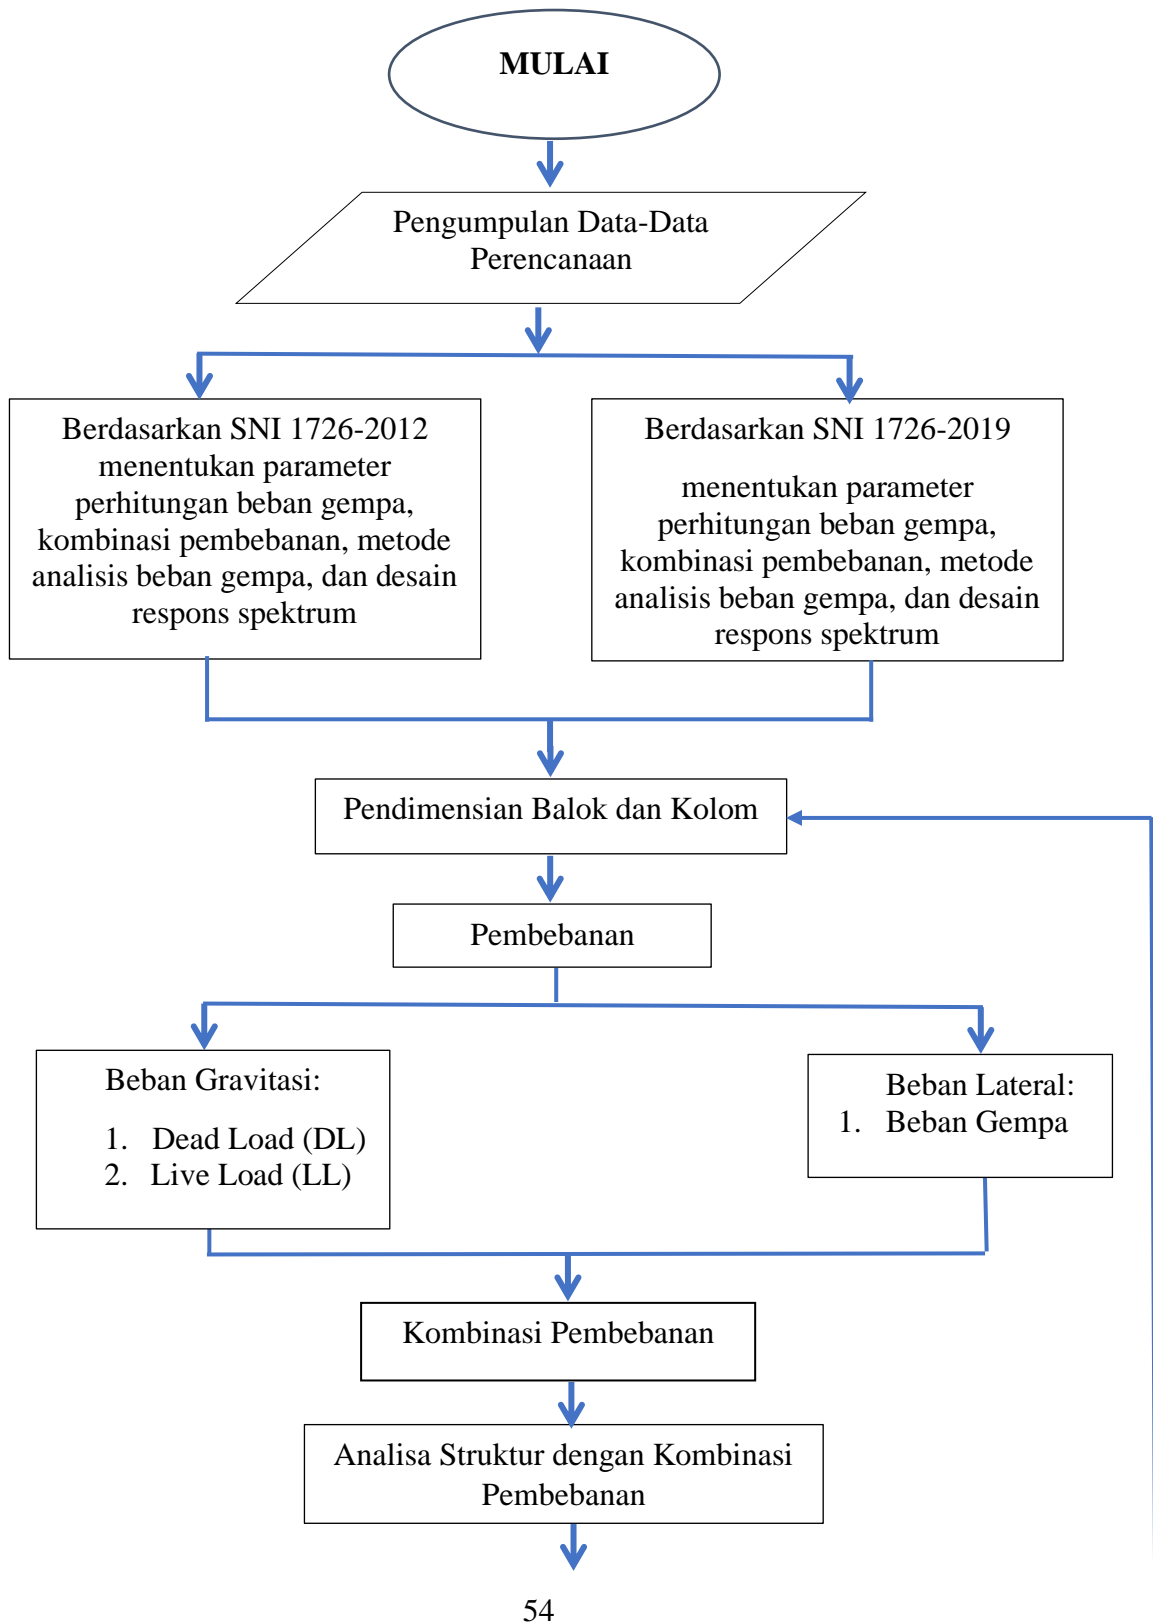 MULAI
Pengumpulan Data-Data
Perencanaan
Berdasarkan SNI 1726-2012
menentukan parameter
perhitungan beban gempa,
kombinasi pembebanan, metode
analisis beban gempa, dan desain
respons spektrum
Berdasarkan SNI 1726-2019
menentukan parameter
perhitungan beban gempa,
kombinasi pembebanan, metode
analisis beban gempa, dan desain
respons spektrum
Pendimensian Balok dan Kolom
Pembebanan
Beban Gravitasi:
1. Dead Load (DL)
2. Live Load (LL)
Beban Lateral:
1. Beban Gempa
Kombinasi Pembebanan
Analisa Struktur dengan Kombinasi
Pembebanan
54